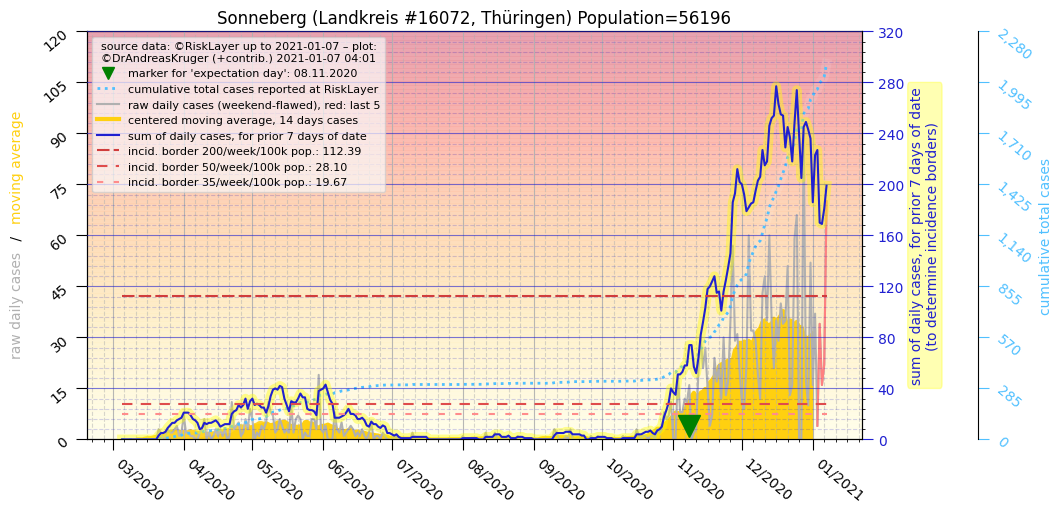 Sonneberg (Landkreis #16072, Thüringen) Population=56196
source data: ©RiskLayer up to 2021-01-07 – plot:
©DrAndreasKruger (+contrib.) 2021-01-07 04:01
marker for 'expectation day': 08.11.2020
cumulative total cases reported at RiskLayer
raw daily cases (weekend-flawed), red: last 5
centered moving average, 14 days cases
sum of daily cases, for prior 7 days of date
incid. border 200/week/100k pop.: 112.39
incid. border 50/week/100k pop.: 28.10
incid. border 35/week/100k pop.: 19.67
raw daily cases / moving average
120
105
90
75
60
45
30
15
0
03/2020
04/2020
05/2020
06/2020
07/2020
08/2020
09/2020
10/2020
11/2020
12/2020
01/2021
320
280
240
200
160
120
80
40
0
sum of daily cases, for prior 7 days of date
(to determine incidence borders)
2,280
1,995
1,710
1,425
1,140
855
570
285
0
cumulative total cases